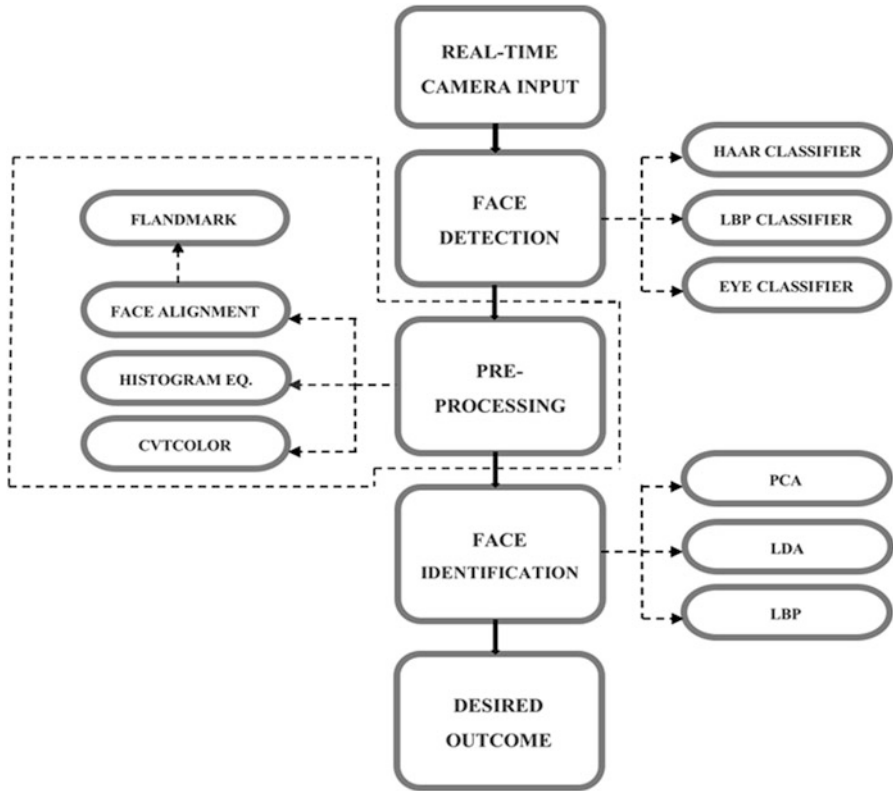 REAL-TIME
CAMERA INPUT
FACE
DETECTION
HAAR CLASSIFIER
LBP CLASSIFIER
EYE CLASSIFIER
FLANDMARK
FACE ALIGNMENT
HISTOGRAM EQ.
CVTCOLOR
PRE-
PROCESSING
FACE
IDENTIFICATION
PCA
LDA
LBP
DESIRED
OUTCOME